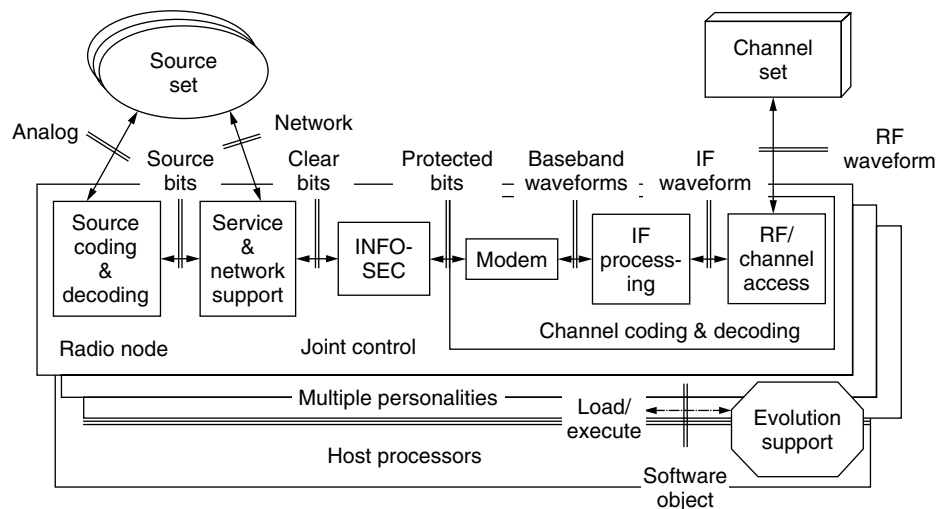 Source
set
Channel
set
Analog
Network
RF
waveform
Source
bits
Clear
bits
Protected
bits
Baseband
waveforms
IF
waveform
Source
coding
&
decoding
Service
&
network
support
INFO-
SEC
Modem
IF
process-
ing
RF/
channel
access
Channel coding & decoding
Radio node
Joint control
Multiple personalities
Load/
execute
Evolution
support
Host processors
Software
object